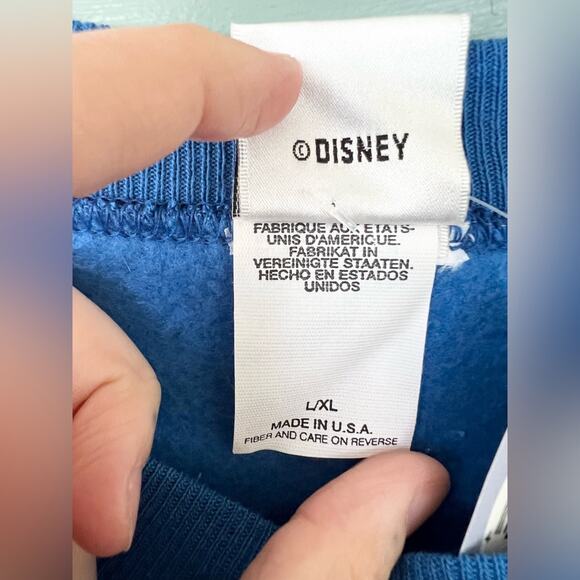 © DISNEY
FABRIQUE AUX ETATS-
UNIS D'AMERIQUE.
FABRIKAT IN
VEREINIGTE STAATEN.
HECHO EN ESTADOS
UNIDOS
L/XL
MADE IN U.S.A.
FIBER AND CARE ON REVERSE